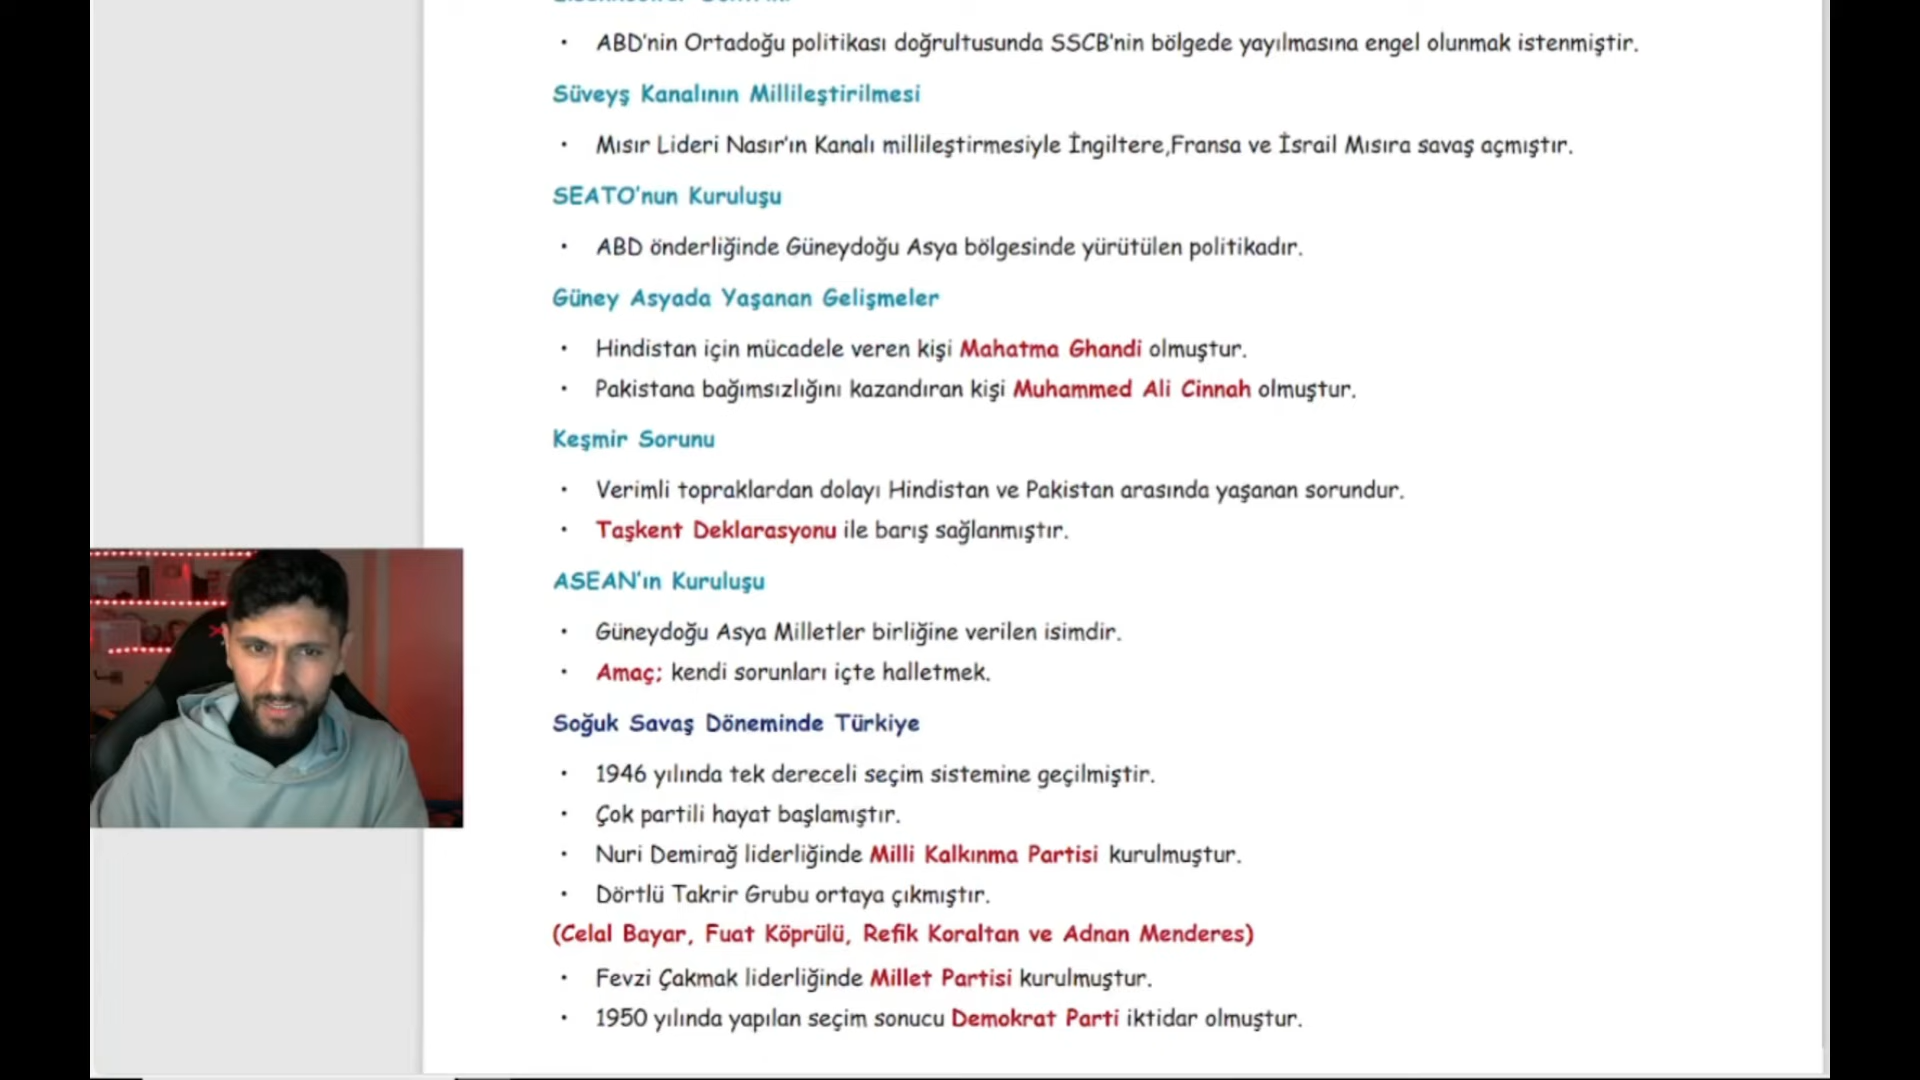 • ABD'nin Ortadoğu politikası doğrultusunda SSCB'nin bölgede yayılmasına engel olunmak istenmiştir.
Süveyş Kanalının Millileştirilmesi
• Mısır Lideri Nasır'ın Kanalı millileştirmesiyle İngiltere,Fransa ve İsrail Mısıra savaş açmıştır.
SEATO'nun Kuruluşu
• ABD önderliğinde Güneydoğu Asya bölgesinde yürütülen politikadır.
Güney Asyada Yaşanan Gelişmeler
• Hindistan için mücadele veren kişi Mahatma Ghandi olmuştur.
• Pakistana bağımsızlığını kazandıran kişi Muhammed Ali Cinnah olmuştur.
Keşmir Sorunu
• Verimli topraklardan dolayı Hindistan ve Pakistan arasında yaşanan sorundur.
• Taşkent Deklarasyonu ile barış sağlanmıştır.
ASEAN'ın Kuruluşu
• Güneydoğu Asya Milletler birliğine verilen isimdir.
• Amaç; kendi sorunları içte halletmek.
Soğuk Savaş Döneminde Türkiye
• 1946 yılında tek dereceli seçim sistemine geçilmiştir.
• Çok partili hayat başlamıştır.
• Nuri Demirağ liderliğinde Milli Kalkınma Partisi kurulmuştur.
• Dörtlü Takrir Grubu ortaya çıkmıştır.
(Celal Bayar, Fuat Köprülü, Refik Koraltan ve Adnan Menderes)
• Fevzi Çakmak liderliğinde Millet Partisi kurulmuştur.
• 1950 yılında yapılan seçim sonucu Demokrat Parti iktidar olmuştur.